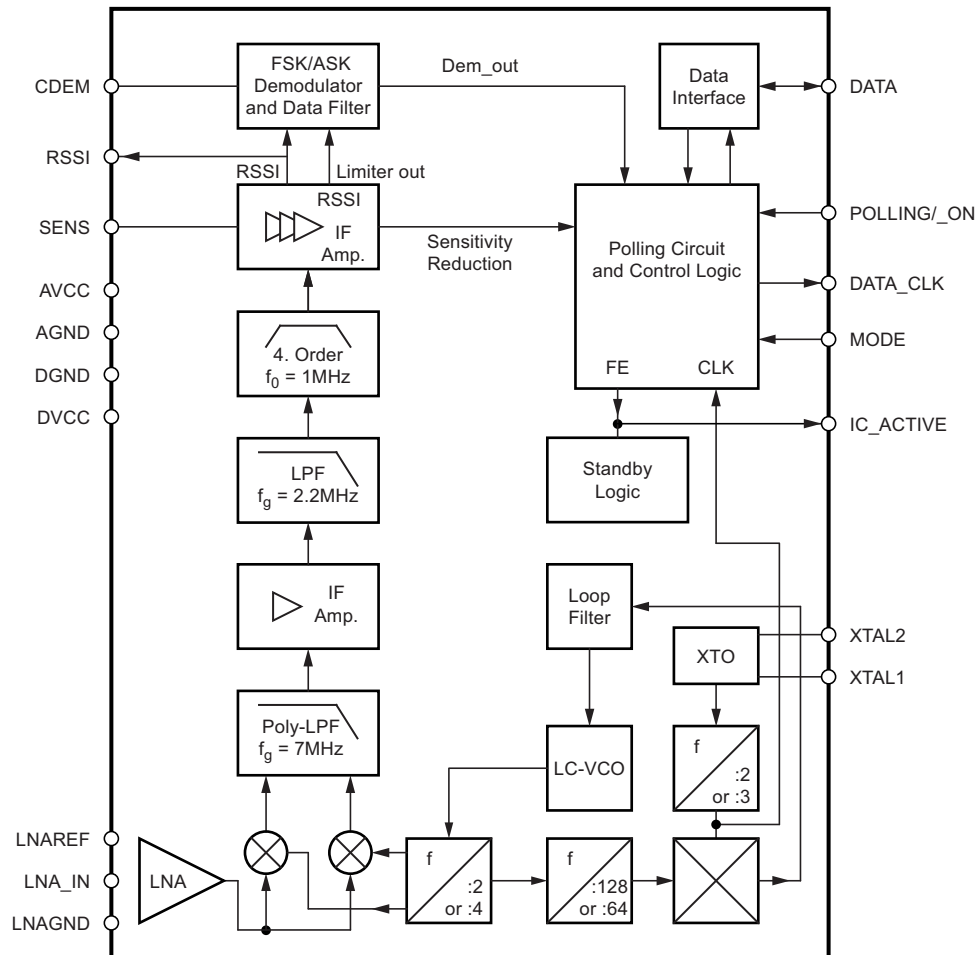 CDEM
FSK/ASK
Demodulator
and Data Filter
Dem_out
Data
Interface
DATA
RSSI
RSSI
Limiter out
SENS
RSSI
IF
Amp.
Sensitivity
Reduction
Polling Circuit
and Control Logic
FE
CLK
POLLING/_ON
DATA_CLK
MODE
IC_ACTIVE
AVCC
AGND
DGND
DVCC
4. Order
f0 = 1MHz
LPF
fg = 2.2MHz
Standby
Logic
IF
Amp.
Loop
Filter
XTO
XTAL2
XTAL1
Poly-LPF
fg = 7MHz
LC-VCO
f
:2
or :3
LNAREF
LNA_IN
LNAGND
LNA
f
:2
or :4
f
:128
or :64